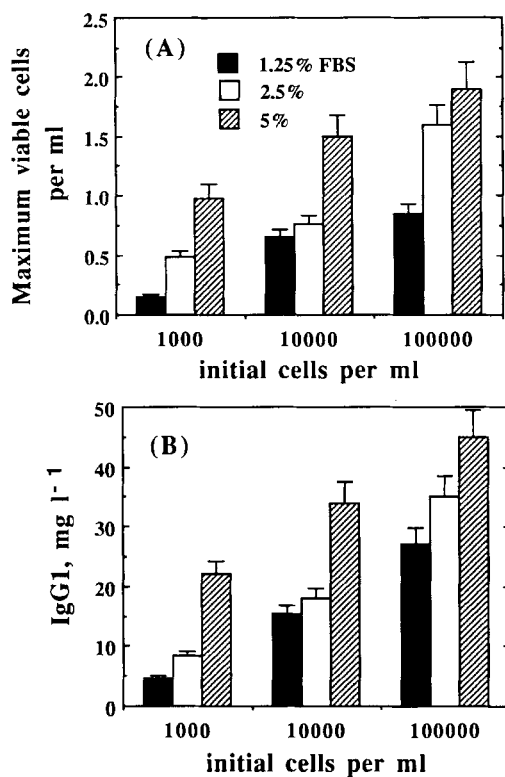 (A)
1.25% FBS
2.5%
5%
Maximum viable cells
per ml
2.5
2.0
1.5
1.0
0.5
0.0
1000 10000 100000
initial cells per ml
(B)
IgG1, mg l⁻¹
50
40
30
20
10
0
1000 10000 100000
initial cells per ml